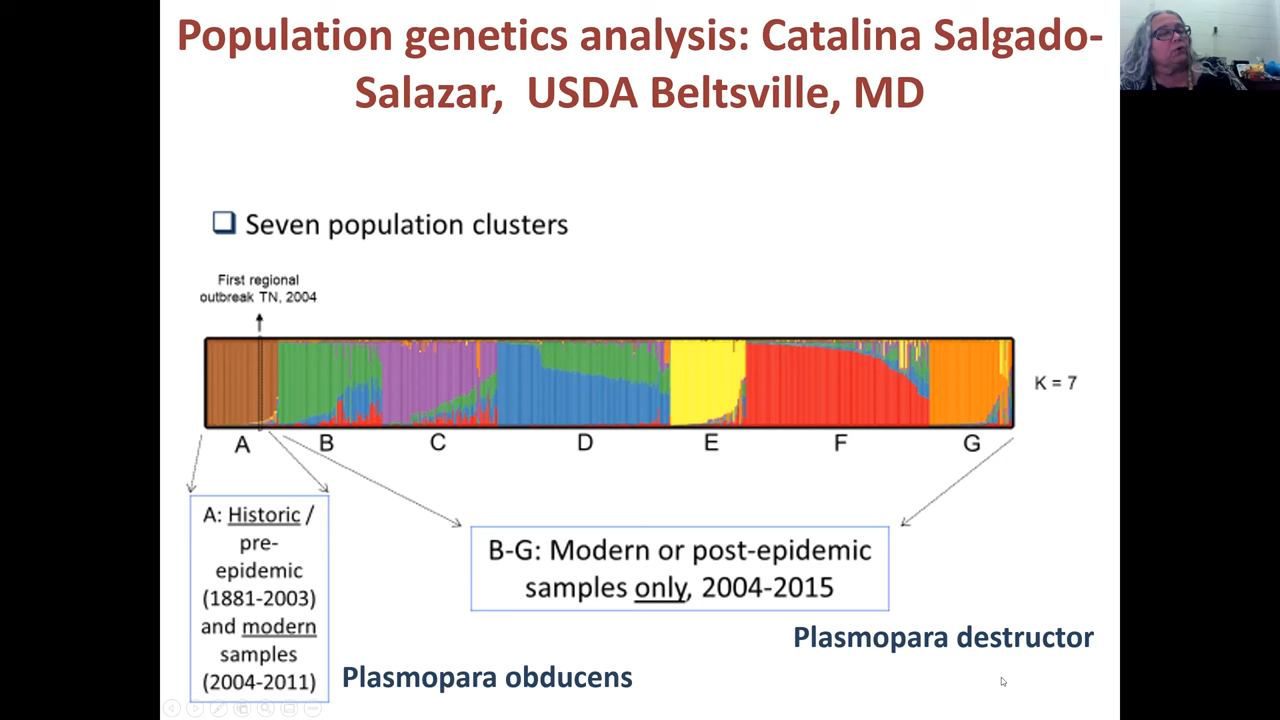 Population genetics analysis: Catalina Salgado-
Salazar, USDA Beltsville, MD
Seven population clusters
First regional
outbreak TN, 2004
K = 7
A
B
C
D
E
F
G
A: Historic /
pre-
epidemic
(1881-2003)
and modern
samples
(2004-2011)
B-G: Modern or post-epidemic
samples only, 2004-2015
Plasmopara destructor
Plasmopara obducens